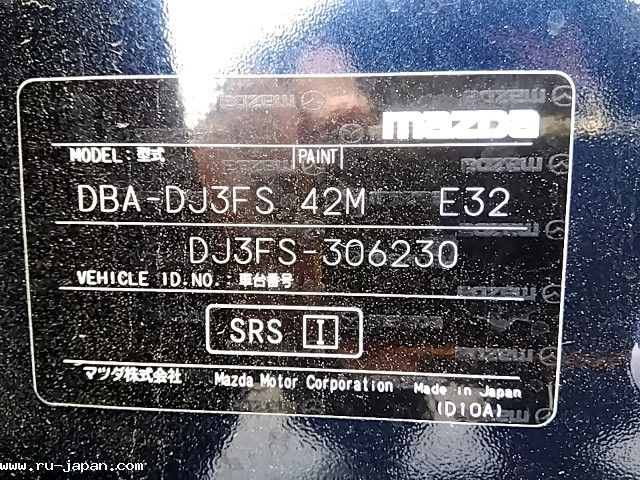 mazda
MODEL: 型式 PAINT
DBA-DJ3FS 42M E32
DJ3FS-306230
VEHICLE ID.NO.: 車台番号
SRS I
マツダ株式会社 Mazda Motor Corporation Made in Japan
(D10A)
www.ru-japan.com